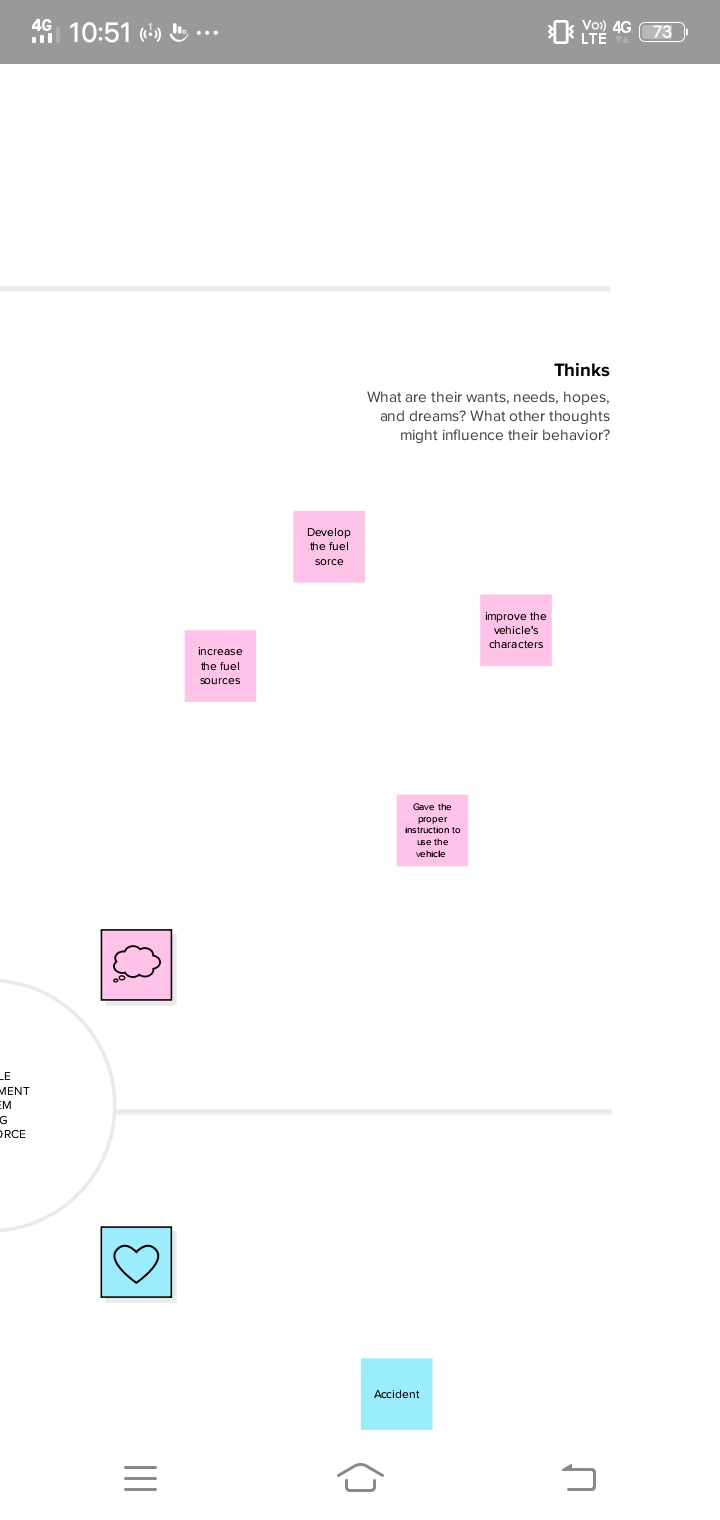 4G 10:51 Vo)) LTE 4G 73
Thinks
What are their wants, needs, hopes,
and dreams? What other thoughts
might influence their behavior?
Develop
the fuel
sorce
improve the
vehicle's
characters
increase
the fuel
sources
Gave the
proper
instruction to
use the
vehicle
LE
MENT
EM
G
ORCE
Accident